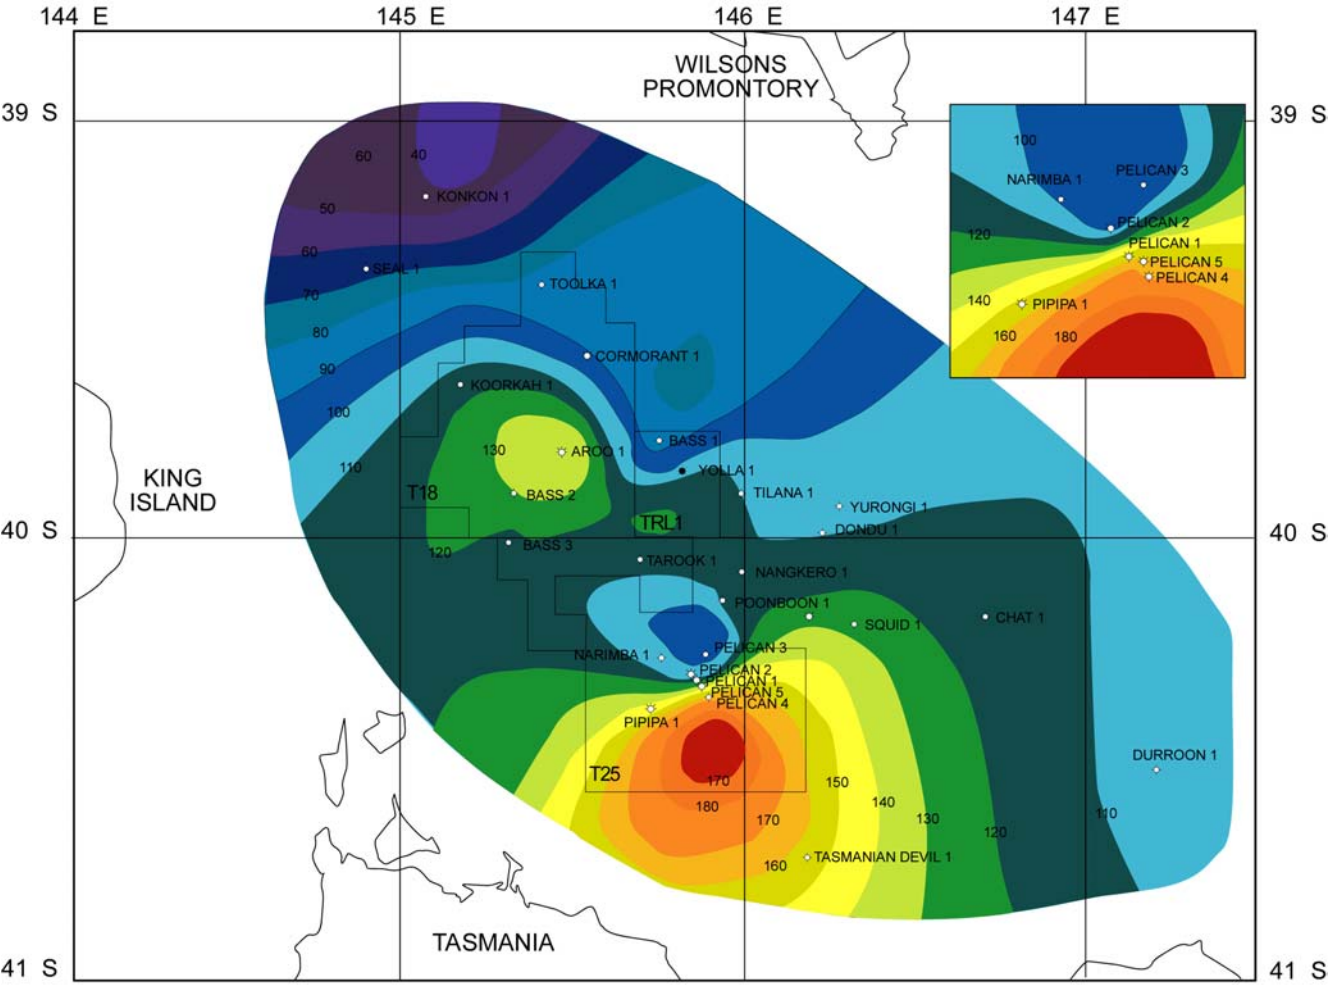 144 E
145 E
146 E
147 E
WILSONS
PROMONTORY
39 S
39 S
100
PELICAN 3
NARIMBA 1
PELICAN 2
120
PELICAN 1
PELICAN 5
PELICAN 4
140
PIPIPA 1
160
180
60
40
KONKON 1
50
60
SEAL 1
70
TOOLKA 1
80
CORMORANT 1
90
KOORKAH 1
100
BASS 1
130
AROO 1
110
YOLLA 1
KING
ISLAND
T18
BASS 2
TILANA 1
YURONGI 1
TRL1
DONDU 1
40 S
40 S
120
BASS 3
TAROOK 1
NANGKERO 1
POONBOON 1
SQUID 1
CHAT 1
NARIMBA 1
PELICAN 3
PELICAN 2
PELICAN 1
PELICAN 5
PELICAN 4
PIPIPA 1
DURROON 1
T25
170
150
180
140
170
130
110
120
160
TASMANIAN DEVIL 1
TASMANIA
41 S
41 S